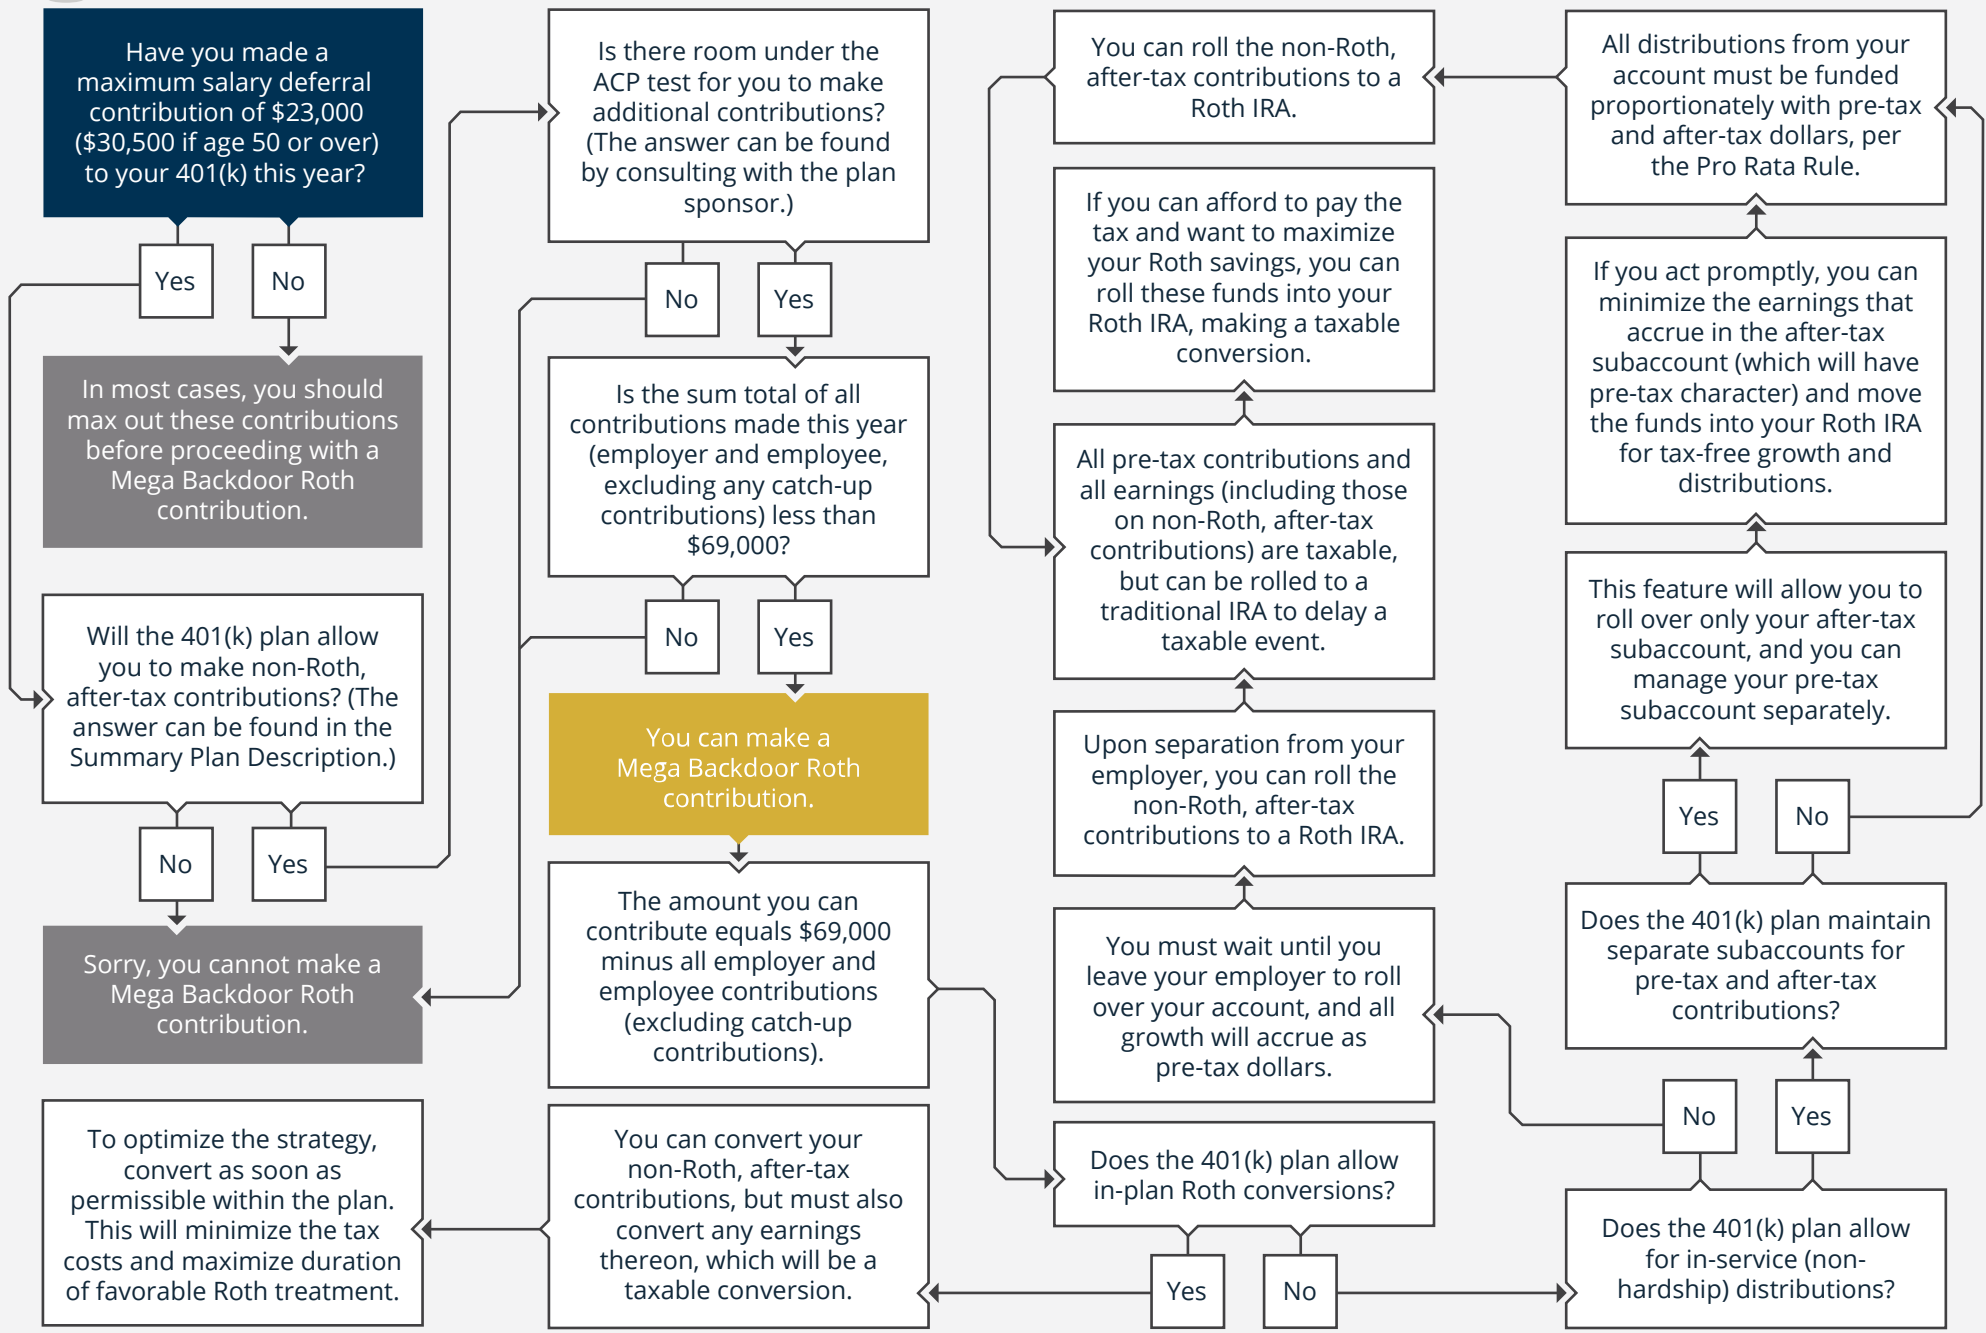 Have you made a
maximum salary deferral
contribution of $23,000
($30,500 if age 50 or over)
to your 401(k) this year?
Yes
No
In most cases, you should
max out these contributions
before proceeding with a
Mega Backdoor Roth
contribution.
Will the 401(k) plan allow
you to make non-Roth,
after-tax contributions? (The
answer can be found in the
Summary Plan Description.)
No
Yes
Sorry, you cannot make a
Mega Backdoor Roth
contribution.
Is there room under the
ACP test for you to make
additional contributions?
(The answer can be found
by consulting with the plan
sponsor.)
No
Yes
Is the sum total of all
contributions made this year
(employer and employee,
excluding any catch-up
contributions) less than
$69,000?
No
Yes
You can make a
Mega Backdoor Roth
contribution.
The amount you can
contribute equals $69,000
minus all employer and
employee contributions
(excluding catch-up
contributions).
Does the 401(k) plan allow
in-plan Roth conversions?
Yes
No
You can convert your
non-Roth, after-tax
contributions, but must also
convert any earnings
thereon, which will be a
taxable conversion.
To optimize the strategy,
convert as soon as
permissible within the plan.
This will minimize the tax
costs and maximize duration
of favorable Roth treatment.
Does the 401(k) plan allow
for in-service (non-
hardship) distributions?
No
Yes
You must wait until you
leave your employer to roll
over your account, and all
growth will accrue as
pre-tax dollars.
Upon separation from your
employer, you can roll the
non-Roth, after-tax
contributions to a Roth IRA.
All pre-tax contributions and
all earnings (including those
on non-Roth, after-tax
contributions) are taxable,
but can be rolled to a
traditional IRA to delay a
taxable event.
If you can afford to pay the
tax and want to maximize
your Roth savings, you can
roll these funds into your
Roth IRA, making a taxable
conversion.
You can roll the non-Roth,
after-tax contributions to a
Roth IRA.
Does the 401(k) plan maintain
separate subaccounts for
pre-tax and after-tax
contributions?
Yes
No
This feature will allow you to
roll over only your after-tax
subaccount, and you can
manage your pre-tax
subaccount separately.
If you act promptly, you can
minimize the earnings that
accrue in the after-tax
subaccount (which will have
pre-tax character) and move
the funds into your Roth IRA
for tax-free growth and
distributions.
All distributions from your
account must be funded
proportionately with pre-tax
and after-tax dollars, per
the Pro Rata Rule.